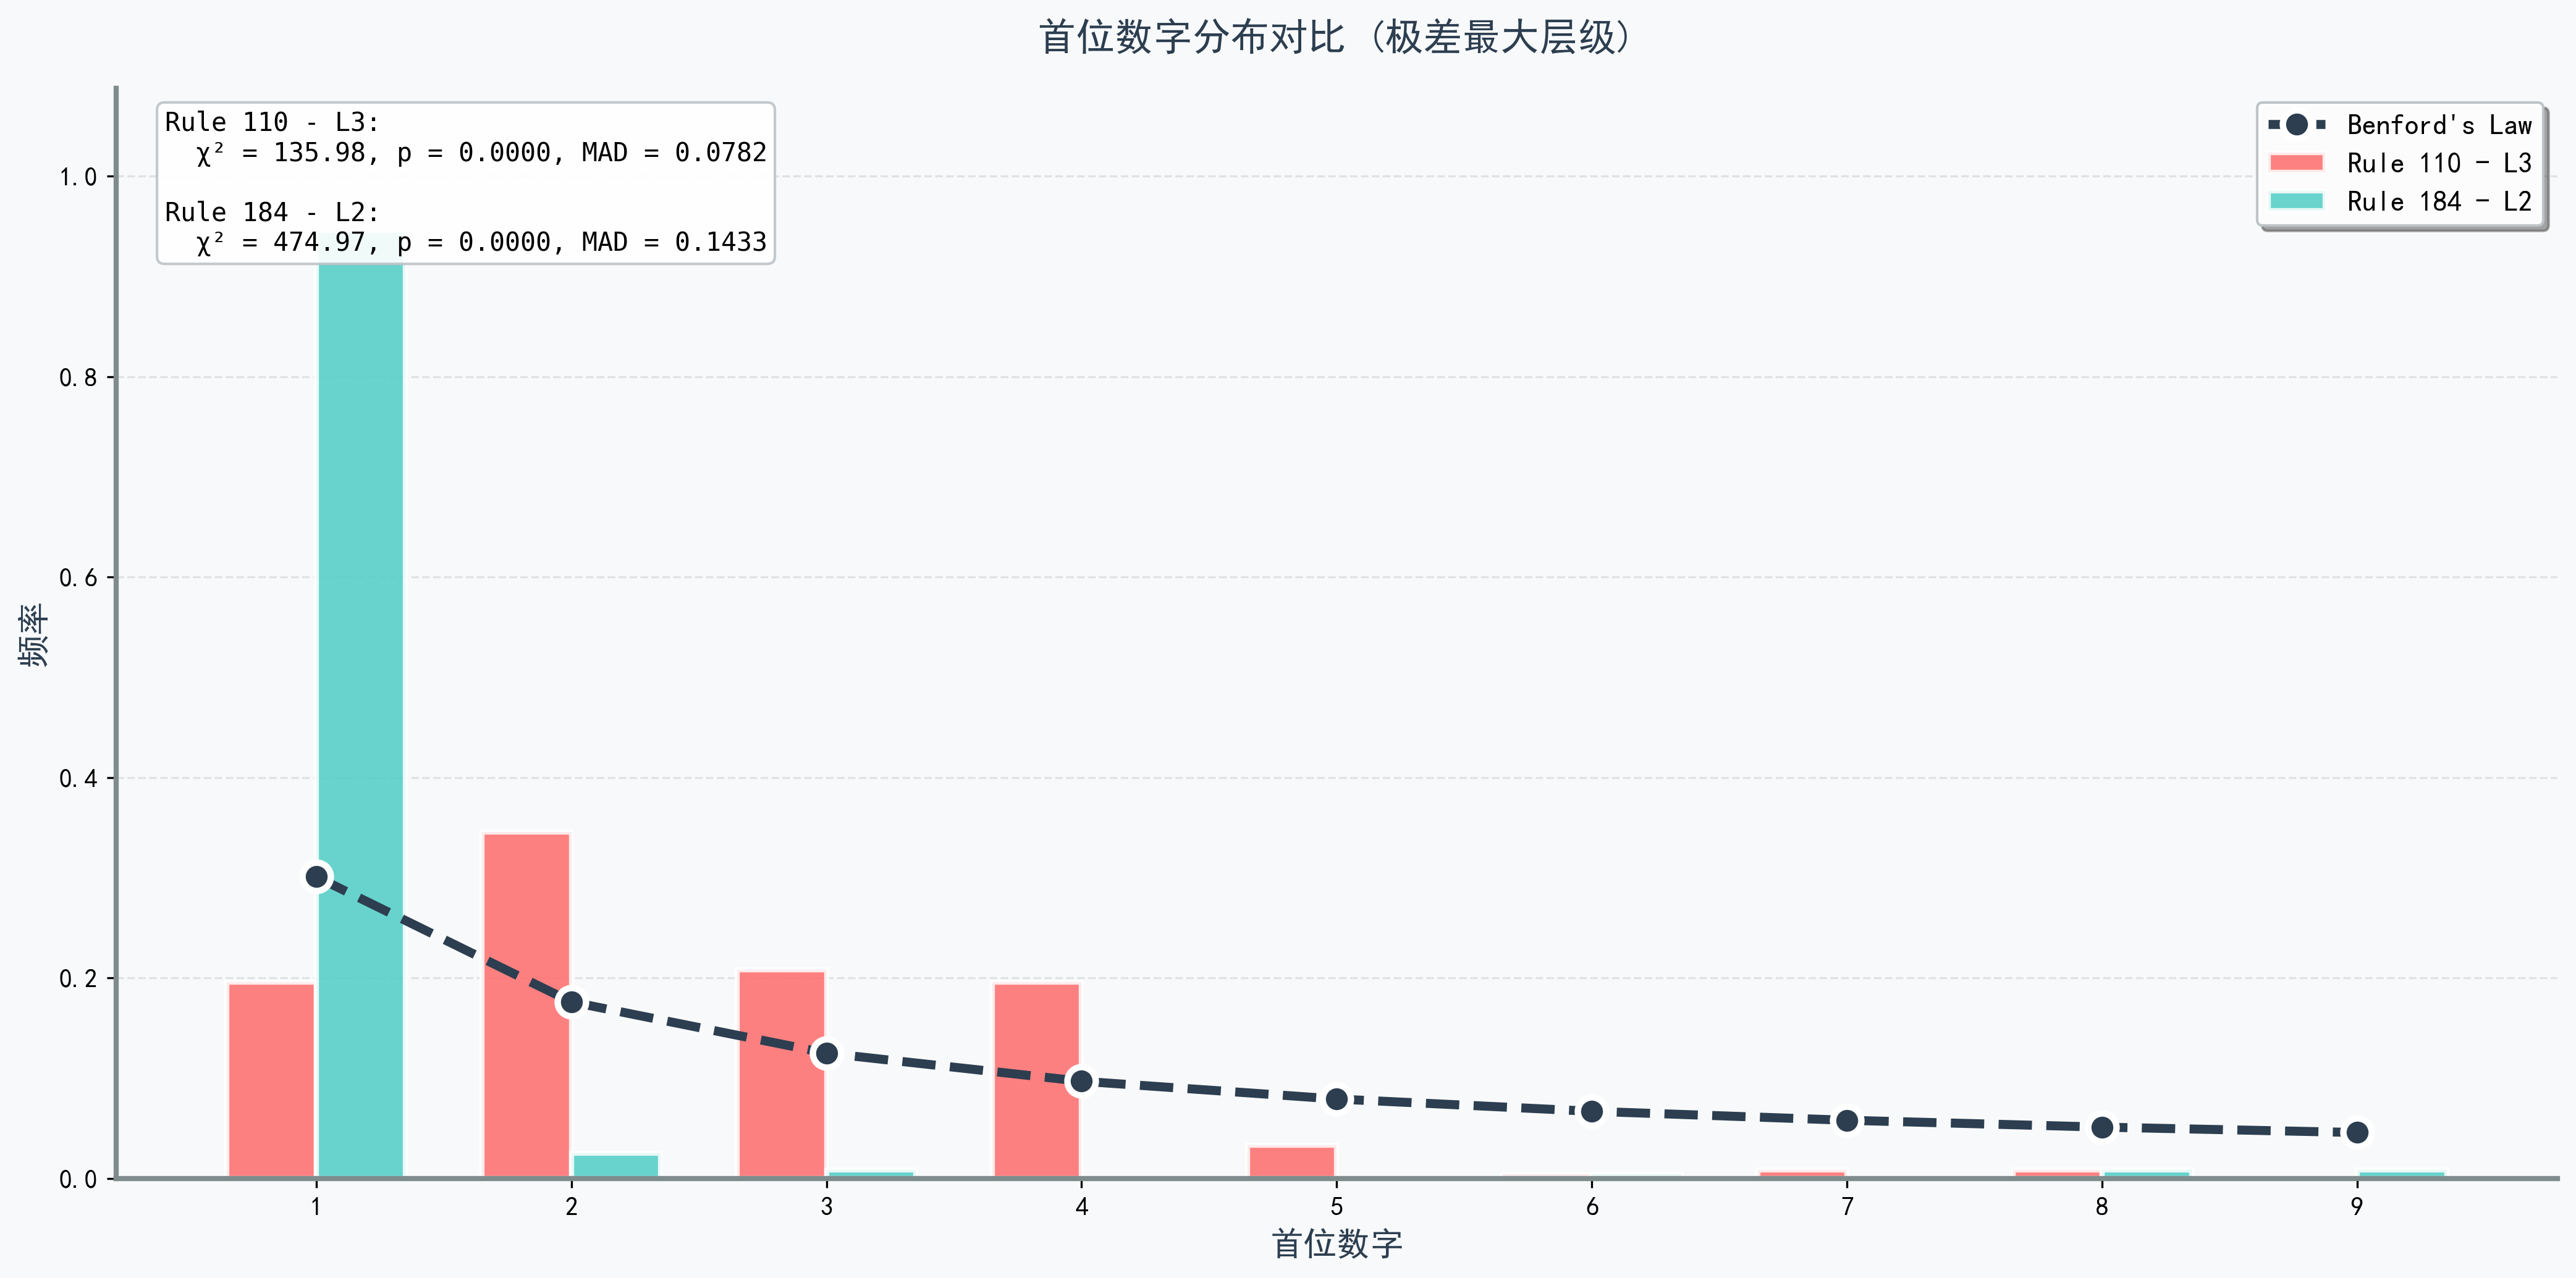 首位数字分布对比 (极差最大层级)
Rule 110 - L3:
χ² = 135.98, p = 0.0000, MAD = 0.0782
Rule 184 - L2:
χ² = 474.97, p = 0.0000, MAD = 0.1433
Benford's Law
Rule 110 - L3
Rule 184 - L2
1.0
0.8
0.6
0.4
0.2
0.0
频率
1 2 3 4 5 6 7 8 9
首位数字